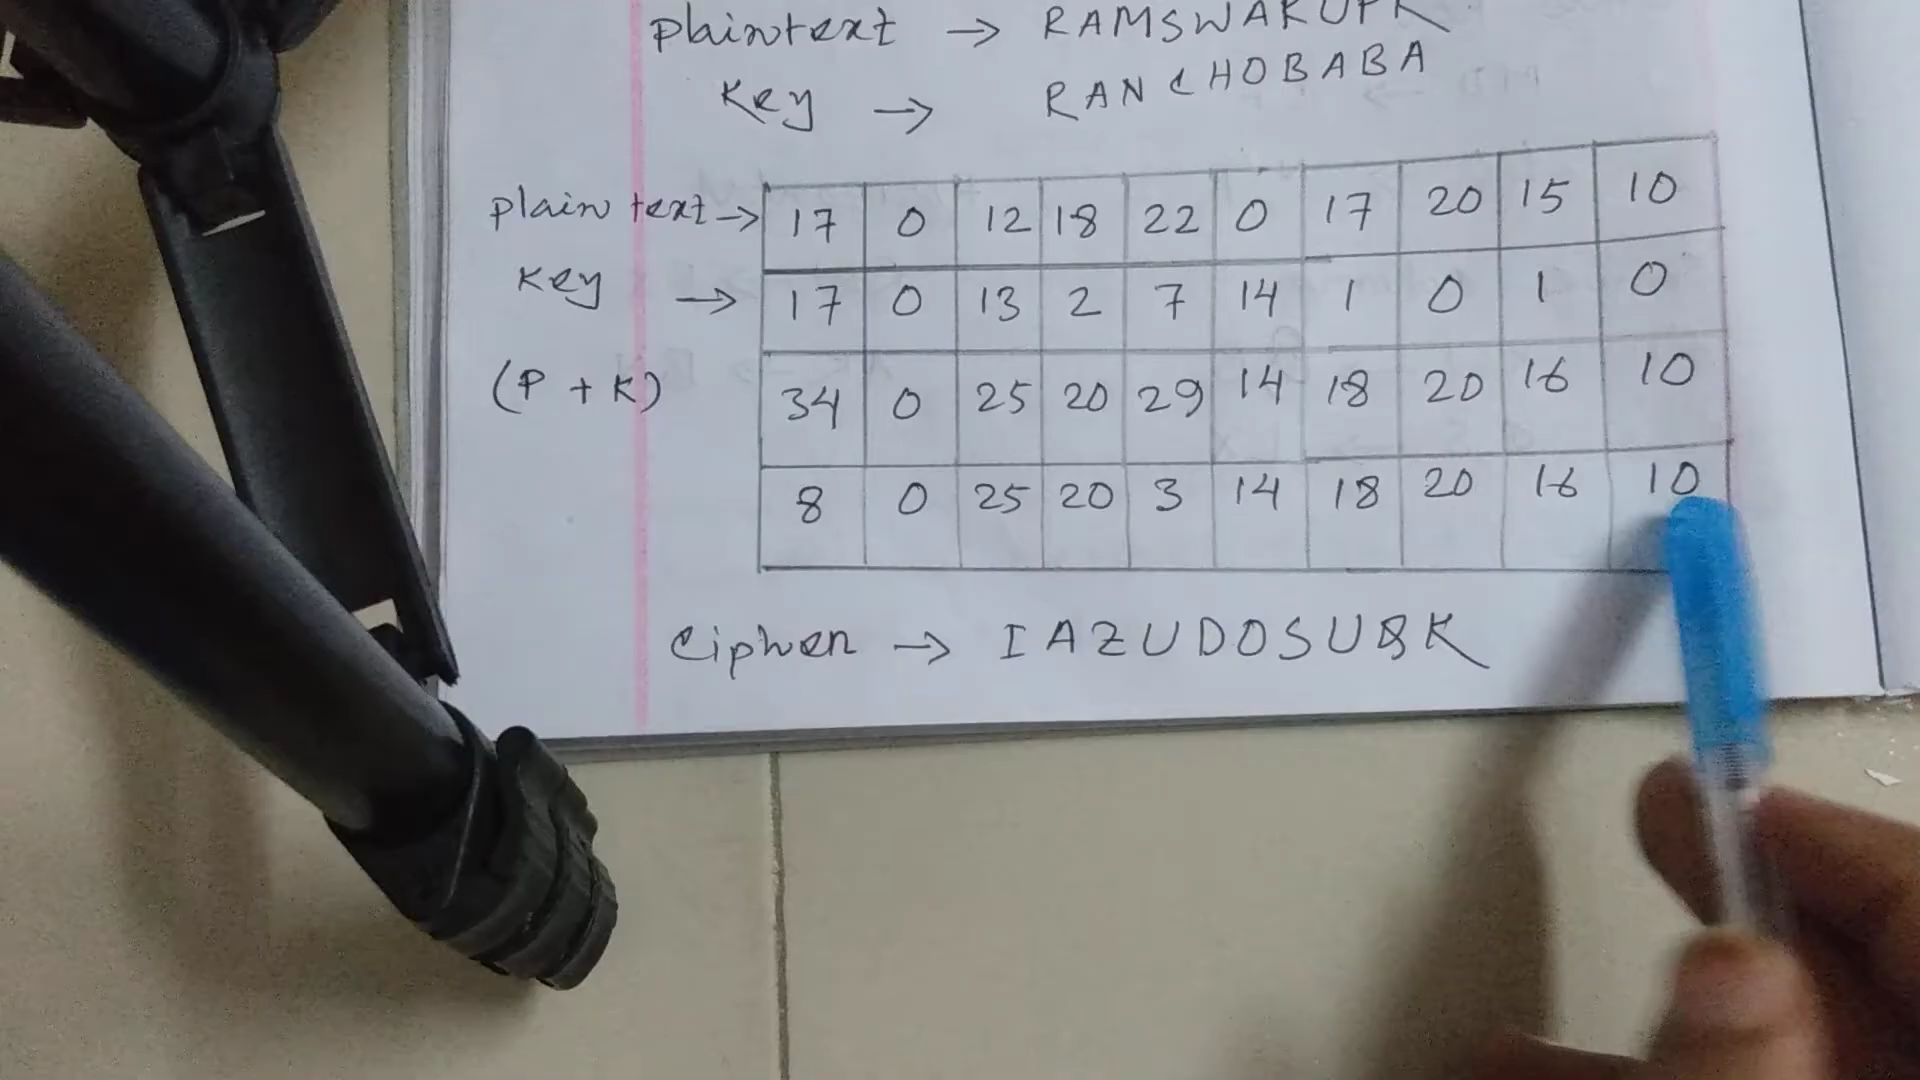 Plaintext → RAMSWARUPK
Key → RANCHOBABA
plain text → 17 0 12 18 22 0 17 20 15 10
Key → 17 0 13 2 7 14 1 0 1 0
(P + K) 34 0 25 20 29 14 18 20 16 10
8 0 25 20 3 14 18 20 16 10
Cipher → IAZUDOSUQK